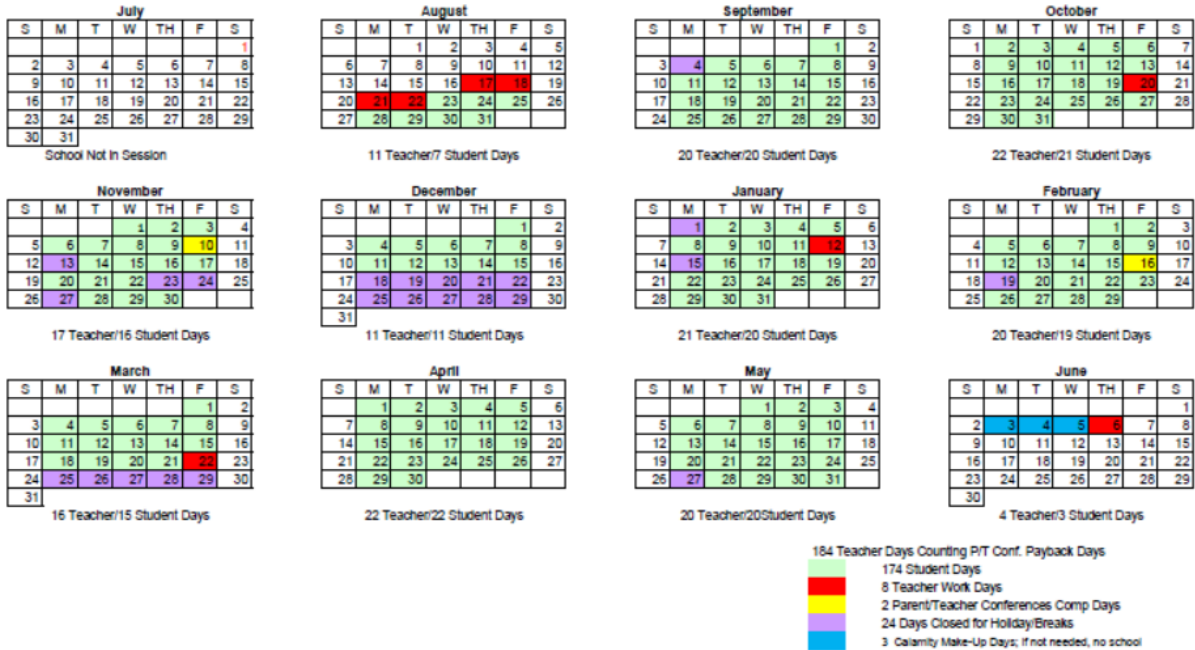 July August September October
S M T W TH F S S M T W TH F S S M T W TH F S S M T W TH F S
1 1 2 3 4 5 1 2 1 2 3 4 5 6 7
2 3 4 5 6 7 8 6 7 8 9 10 11 12 3 4 5 6 7 8 9 8 9 10 11 12 13 14
9 10 11 12 13 14 15 13 14 15 16 17 18 19 10 11 12 13 14 15 16 15 16 17 18 19 20 21
16 17 18 19 20 21 22 20 21 22 23 24 25 26 17 18 19 20 21 22 23 22 23 24 25 26 27 28
23 24 25 26 27 28 29 27 28 29 30 31 24 25 26 27 28 29 30 29 30 31
30 31
School Not In Session 11 Teacher/7 Student Days 20 Teacher/20 Student Days 22 Teacher/21 Student Days
November December January February
S M T W TH F S S M T W TH F S S M T W TH F S S M T W TH F S
1 2 3 4 1 2 1 2 3 4 5 6 1 2 3
5 6 7 8 9 10 11 3 4 5 6 7 8 9 7 8 9 10 11 12 13 4 5 6 7 8 9 10
12 13 14 15 16 17 18 10 11 12 13 14 15 16 14 15 16 17 18 19 20 11 12 13 14 15 16 17
19 20 21 22 23 24 25 17 18 19 20 21 22 23 21 22 23 24 25 26 27 18 19 20 21 22 23 24
26 27 28 29 30 24 25 26 27 28 29 30 28 29 30 31 25 26 27 28 29
31
17 Teacher/16 Student Days 11 Teacher/11 Student Days 21 Teacher/20 Student Days 20 Teacher/19 Student Days
March April May June
S M T W TH F S S M T W TH F S S M T W TH F S S M T W TH F S
1 2 1 2 3 4 5 6 1 2 3 4 1
3 4 5 6 7 8 9 7 8 9 10 11 12 13 5 6 7 8 9 10 11 2 3 4 5 6 7 8
10 11 12 13 14 15 16 14 15 16 17 18 19 20 12 13 14 15 16 17 18 9 10 11 12 13 14 15
17 18 19 20 21 22 23 21 22 23 24 25 26 27 19 20 21 22 23 24 25 16 17 18 19 20 21 22
24 25 26 27 28 29 30 28 29 30 26 27 28 29 30 31 23 24 25 26 27 28 29
31 30
16 Teacher/15 Student Days 22 Teacher/22 Student Days 20 Teacher/20Student Days 4 Teacher/3 Student Days
184 Teacher Days Counting P/T Conf. Payback Days
174 Student Days
8 Teacher Work Days
2 Parent/Teacher Conferences Comp Days
24 Days Closed for Holiday/Breaks
3 Calamity Make-Up Days; if not needed, no school